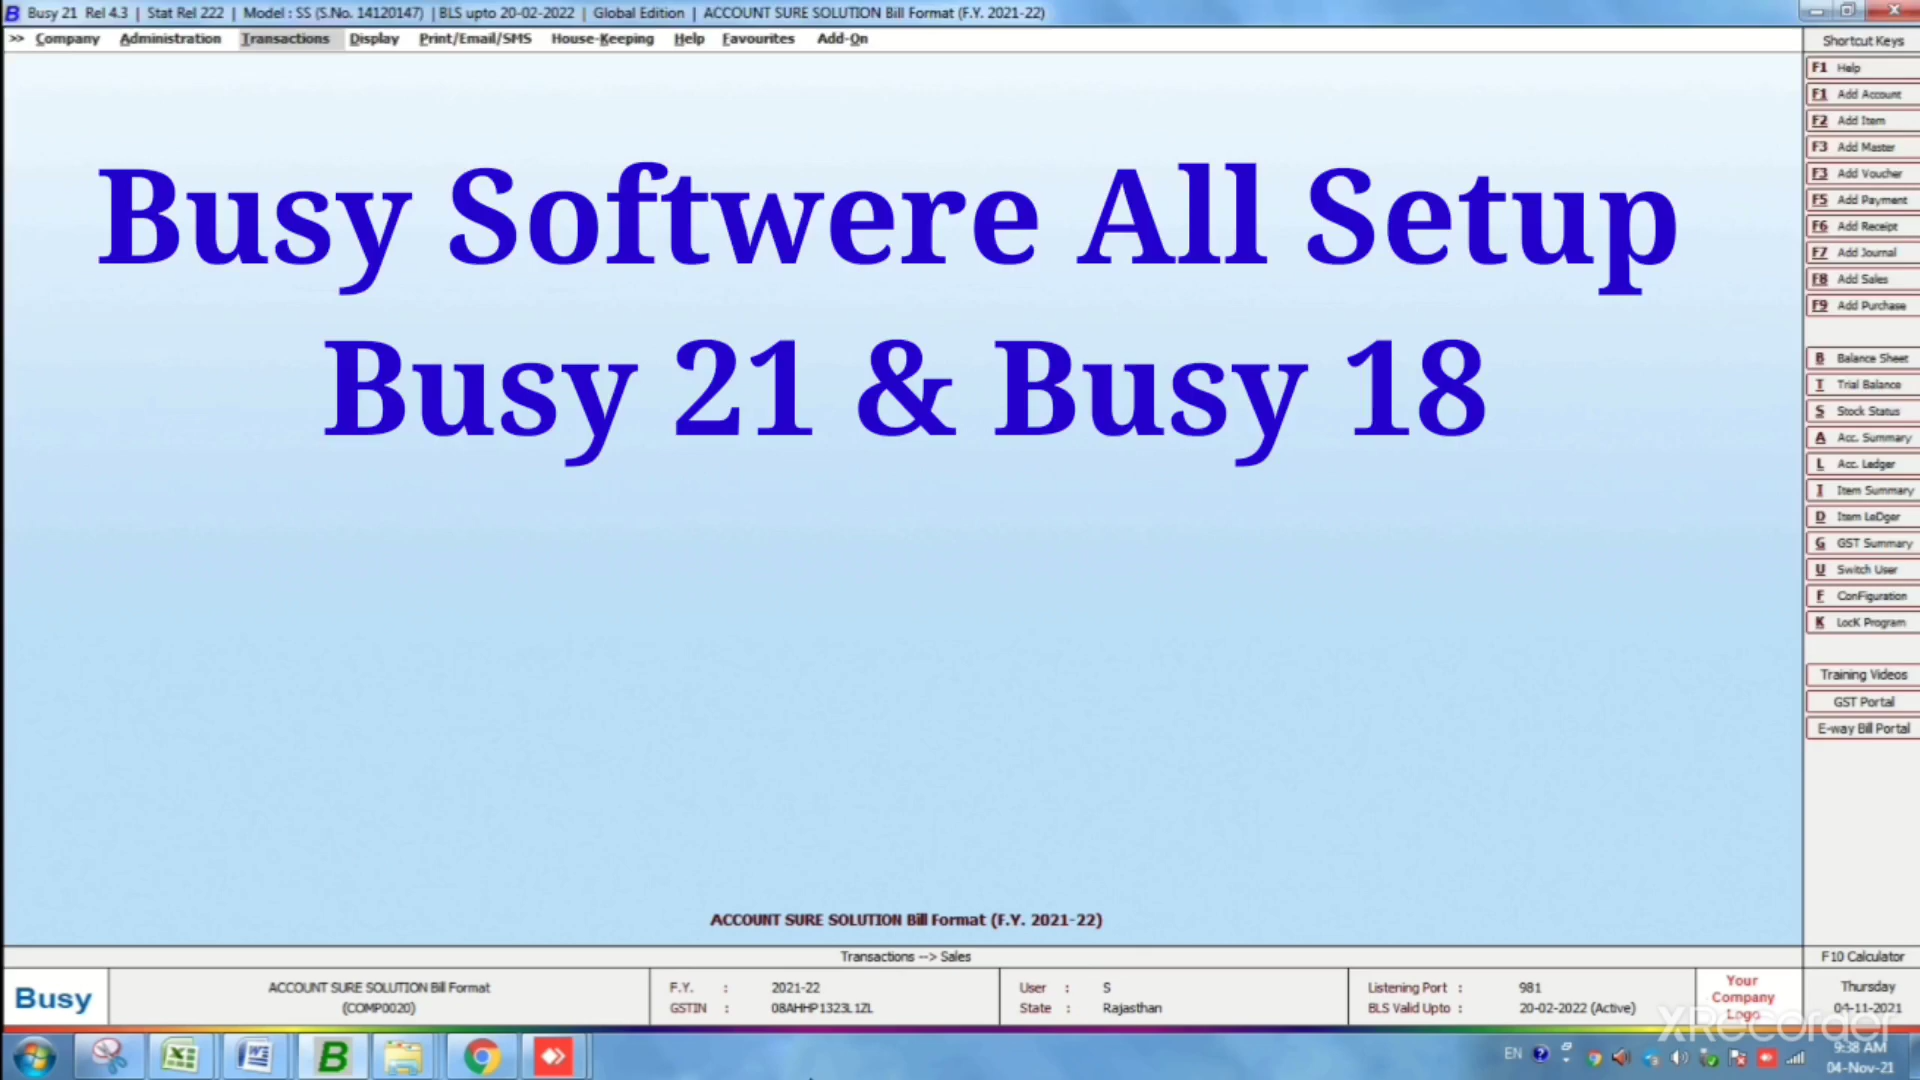 Busy 21 Rel 4.3 | Stat Rel 222 | Model : SS (S.No. 14120147) | BLS upto 20-02-2022 | Global Edition | ACCOUNT SURE SOLUTION Bill Format (F.Y. 2021-22)
>> Company Administration Transactions Display Print/Email/SMS House-Keeping Help Favourites Add-On
Shortcut Keys
F1 Help
F1 Add Account
F2 Add Item
F3 Add Master
F3 Add Voucher
F5 Add Payment
F6 Add Receipt
F7 Add Journal
F8 Add Sales
F9 Add Purchase
B Balance Sheet
T Trial Balance
S Stock Status
A Acc. Summary
L Acc. Ledger
I Item Summary
D Item LeDger
G GST Summary
U Switch User
F ConFiguration
K LocK Program
Training Videos
GST Portal
E-way Bill Portal
Busy Softwere All Setup
Busy 21 & Busy 18
ACCOUNT SURE SOLUTION Bill Format (F.Y. 2021-22)
Transactions --> Sales
F10 Calculator
Busy
ACCOUNT SURE SOLUTION Bill Format
(COMP0020)
F.Y. : 2021-22
GSTIN : 08AHHP1323L1ZL
User : S
State : Rajasthan
Listening Port : 981
BLS Valid Upto : 20-02-2022 (Active)
Your
Company
Logo
Thursday
04-11-2021
XRecorder
EN
9:38 AM
04-Nov-21